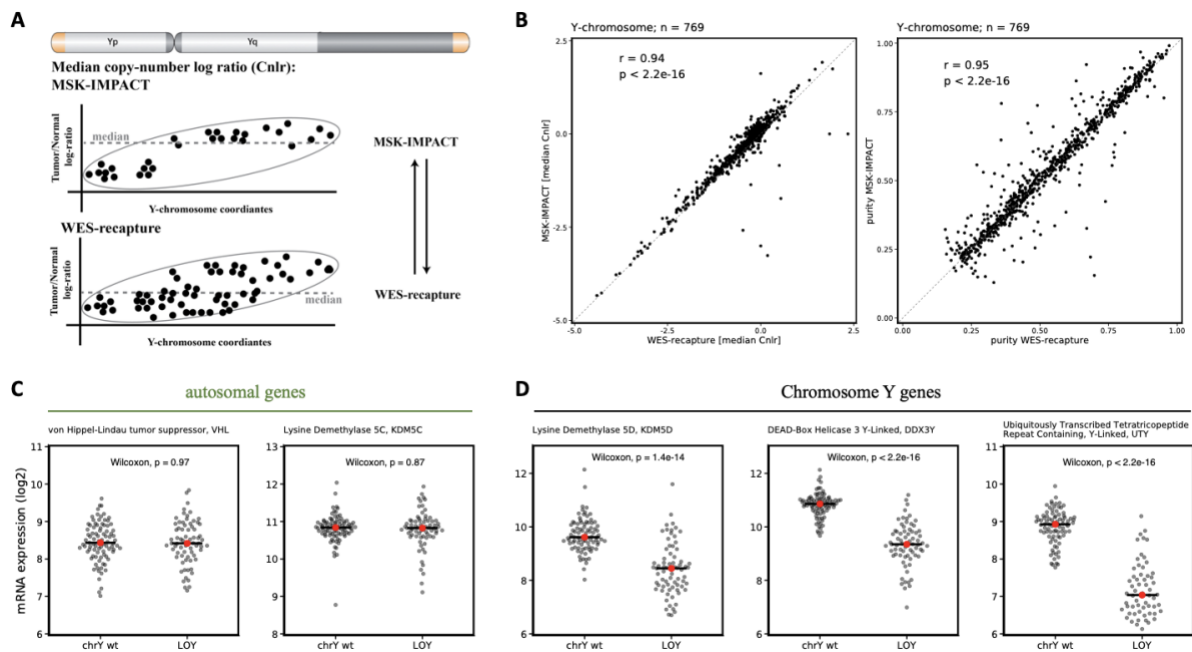 A
Yp
Yq
Median copy-number log ratio (Cnlr):
MSK-IMPACT
median
Tumor/Normal
log-ratio
Y-chromosome coordiantes
WES-recapture
Tumor/Normal
log-ratio
median
Y-chromosome coordiantes
MSK-IMPACT
WES-recapture
B
Y-chromosome; n = 769
r = 0.94
p < 2.2e-16
MSK-IMPACT [median Cnlr]
2.5
0.0
-2.5
-5.0
-5.0
-2.5
0.0
2.5
WES-recapture [median Cnlr]
Y-chromosome; n = 769
r = 0.95
p < 2.2e-16
purity MSK-IMPACT
1.00
0.75
0.50
0.25
0.00
0.00
0.25
0.50
0.75
1.00
purity WES-recapture
C
autosomal genes
von Hippel-Lindau tumor suppressor, VHL
Wilcoxon, p = 0.97
mRNA expression (log2)
11
10
9
8
7
6
chrY wt
LOY
Lysine Demethylase 5C, KDM5C
Wilcoxon, p = 0.87
13
12
11
10
9
8
chrY wt
LOY
D
Chromosome Y genes
Lysine Demethylase 5D, KDM5D
Wilcoxon, p = 1.4e-14
12
10
8
6
chrY wt
LOY
DEAD-Box Helicase 3 Y-Linked, DDX3Y
Wilcoxon, p < 2.2e-16
12
10
8
6
chrY wt
LOY
Ubiquitously Transcribed Tetratricopeptide
Repeat Containing, Y-Linked, UTY
Wilcoxon, p < 2.2e-16
10
9
8
7
6
chrY wt
LOY